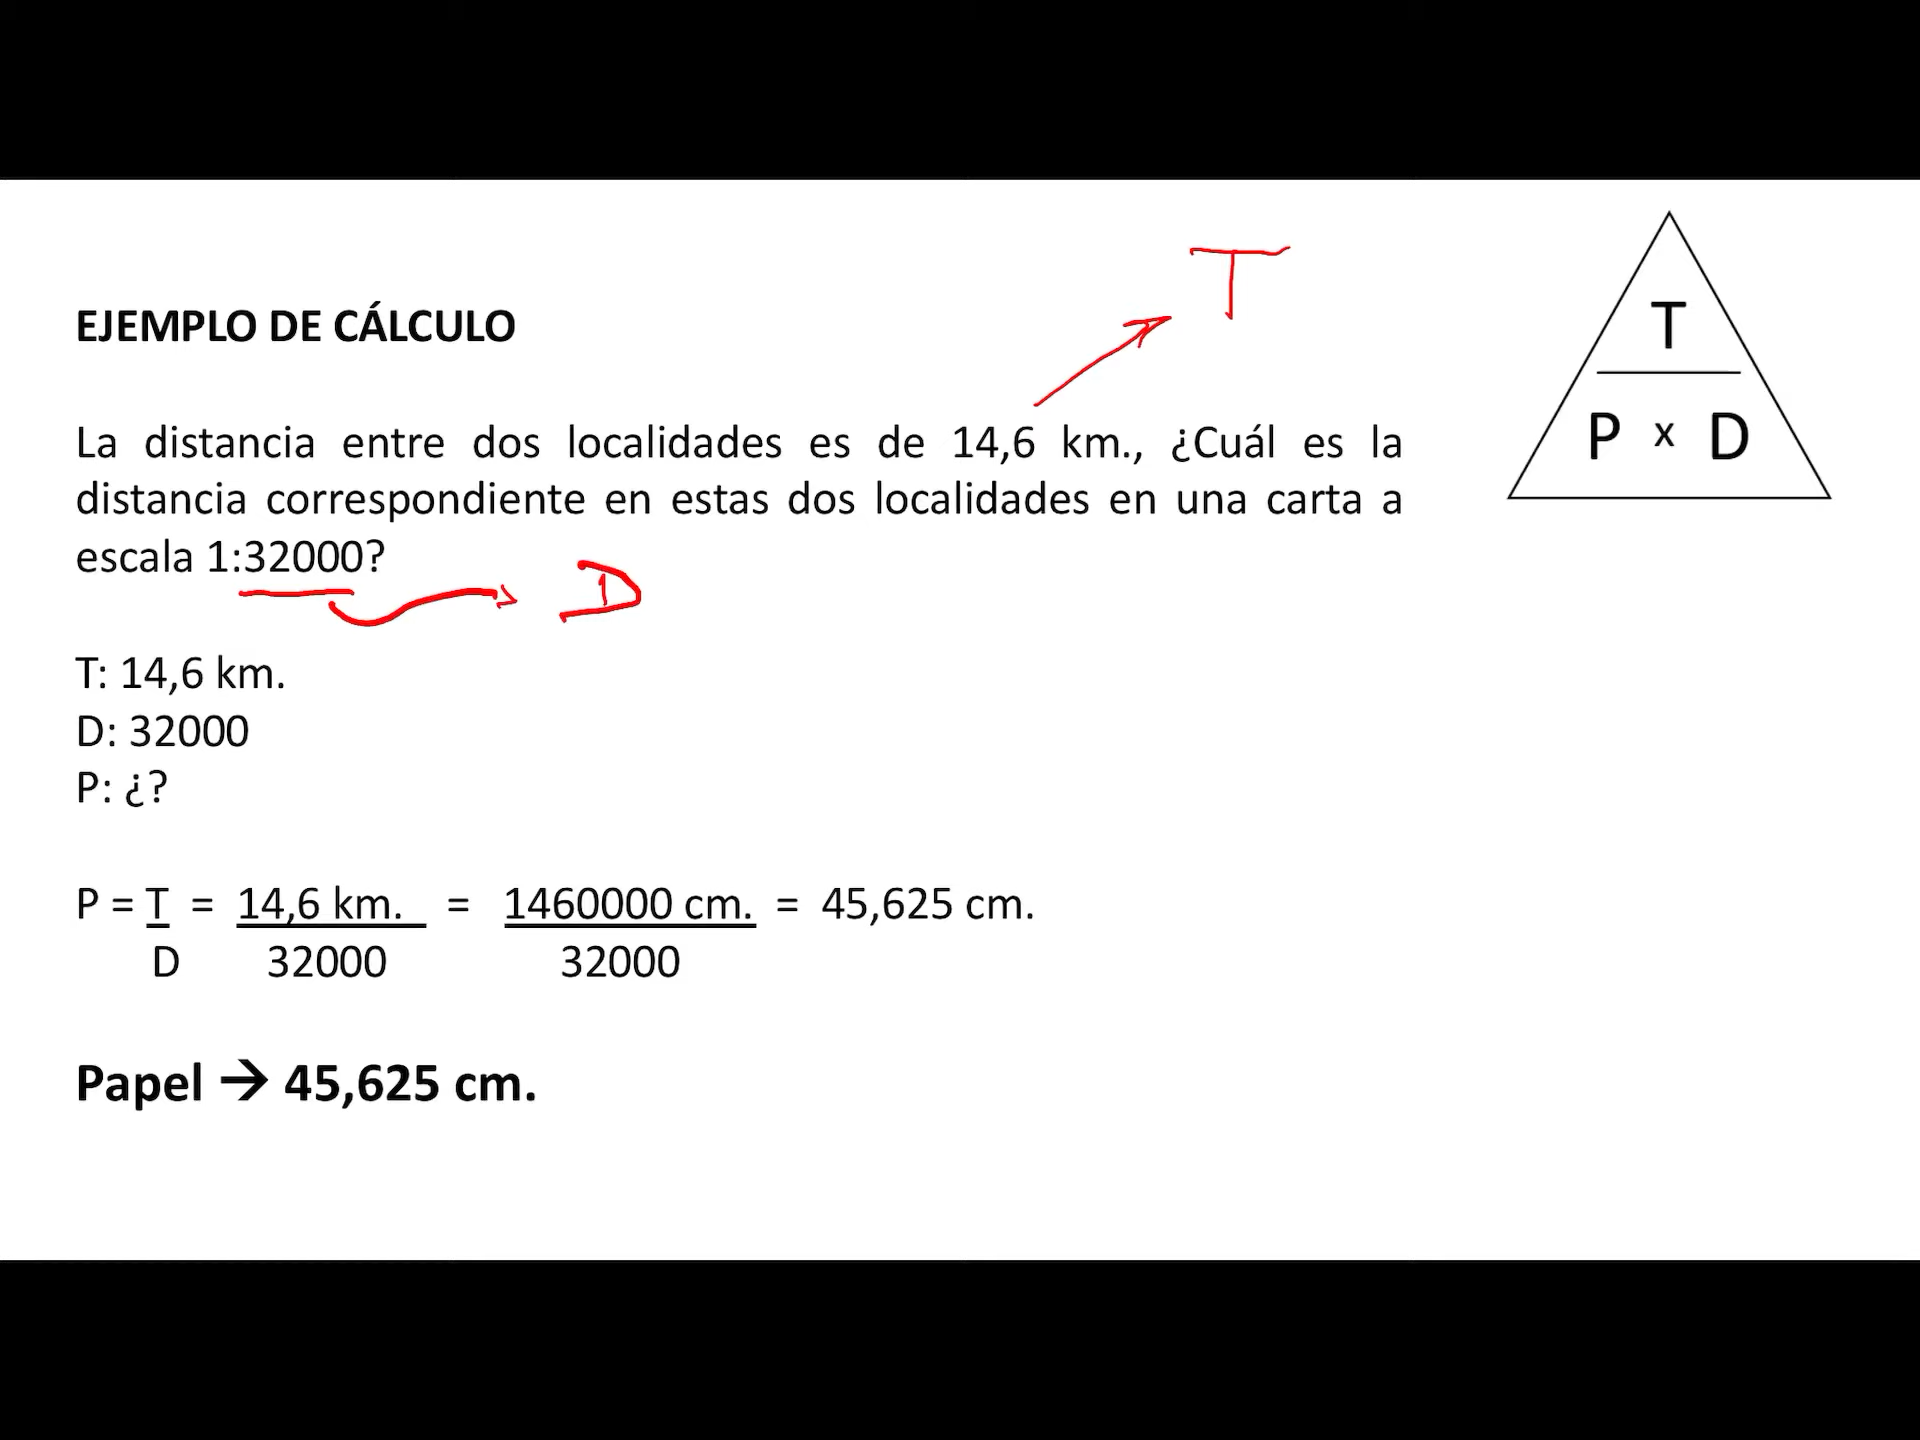 T
EJEMPLO DE CÁLCULO
T
P x D
La distancia entre dos localidades es de 14,6 km., ¿Cuál es la
distancia correspondiente en estas dos localidades en una carta a
escala 1:32000?
D
T: 14,6 km.
D: 32000
P: ¿?
P = T = 14,6 km. = 1460000 cm. = 45,625 cm.
D 32000 32000
Papel → 45,625 cm.